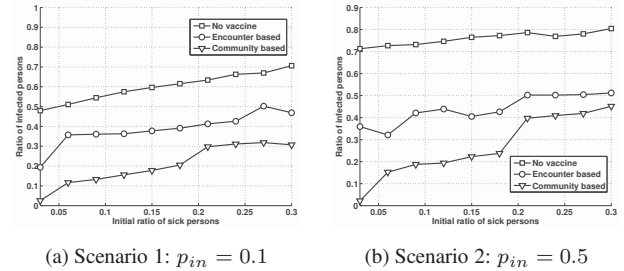 1
0.9
0.8
0.7
0.6
0.5
0.4
0.3
0.2
0.1
0
Ratio of infected persons
No vaccine
Encounter based
Community based
0.05 0.1 0.15 0.2 0.25 0.3
Initial ratio of sick persons
(a) Scenario 1: p_in = 0.1
0.9
0.8
0.7
0.6
0.5
0.4
0.3
0.2
0.1
0
Ratio of infected persons
No vaccine
Encounter based
Community based
0.05 0.1 0.15 0.2 0.25 0.3
Initial ratio of sick persons
(b) Scenario 2: p_in = 0.5